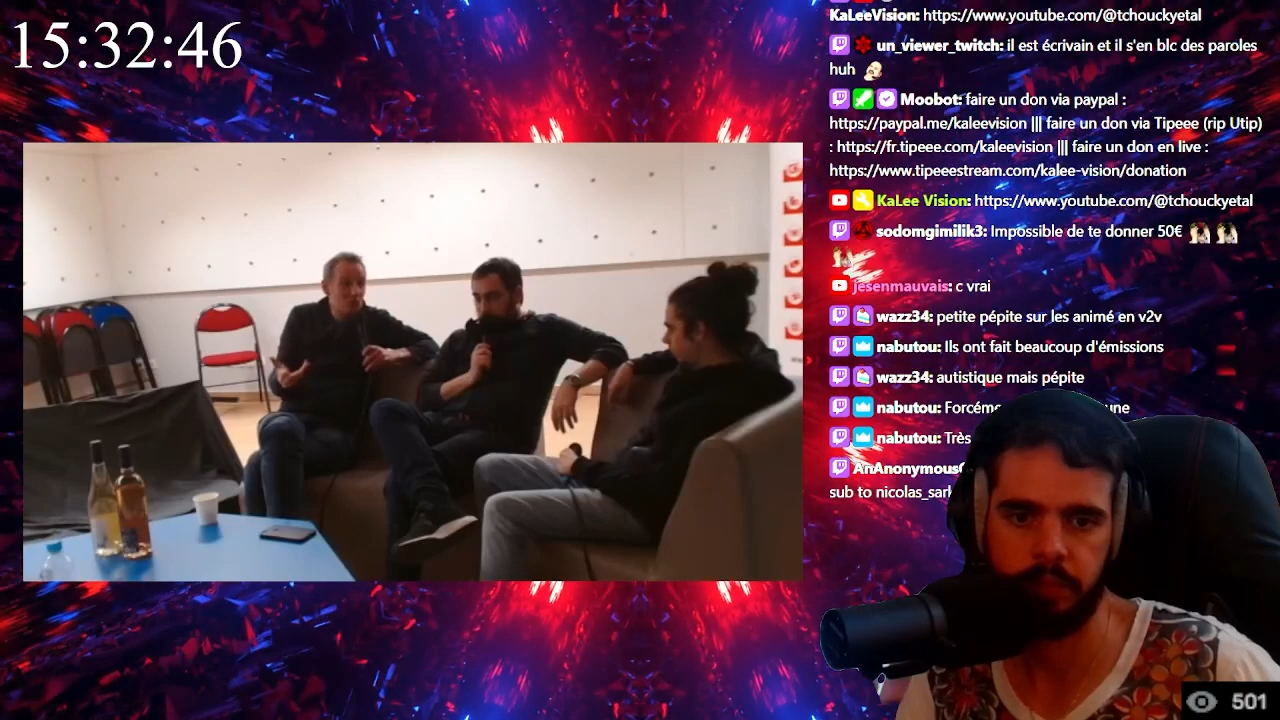 15:32:46
KaLeeVision: https://www.youtube.com/@tchouckyetal
un_viewer_twitch: il est écrivain et il s'en blc des paroles
huh
Moobot: faire un don via paypal :
https://paypal.me/kaleevision ||| faire un don via Tipeee (rip Utip)
: https://fr.tipeee.com/kaleevision ||| faire un don en live :
https://www.tipeeestream.com/kalee-vision/donation
KaLee Vision: https://www.youtube.com/@tchouckyetal
sodomgimilik3: Impossible de te donner 50€
jesenmauvais: c vrai
wazz34: petite pépite sur les animé en v2v
nabutou: Ils ont fait beaucoup d'émissions
wazz34: autistique mais pépite
nabutou: une
nabutou: Très
sub to
501